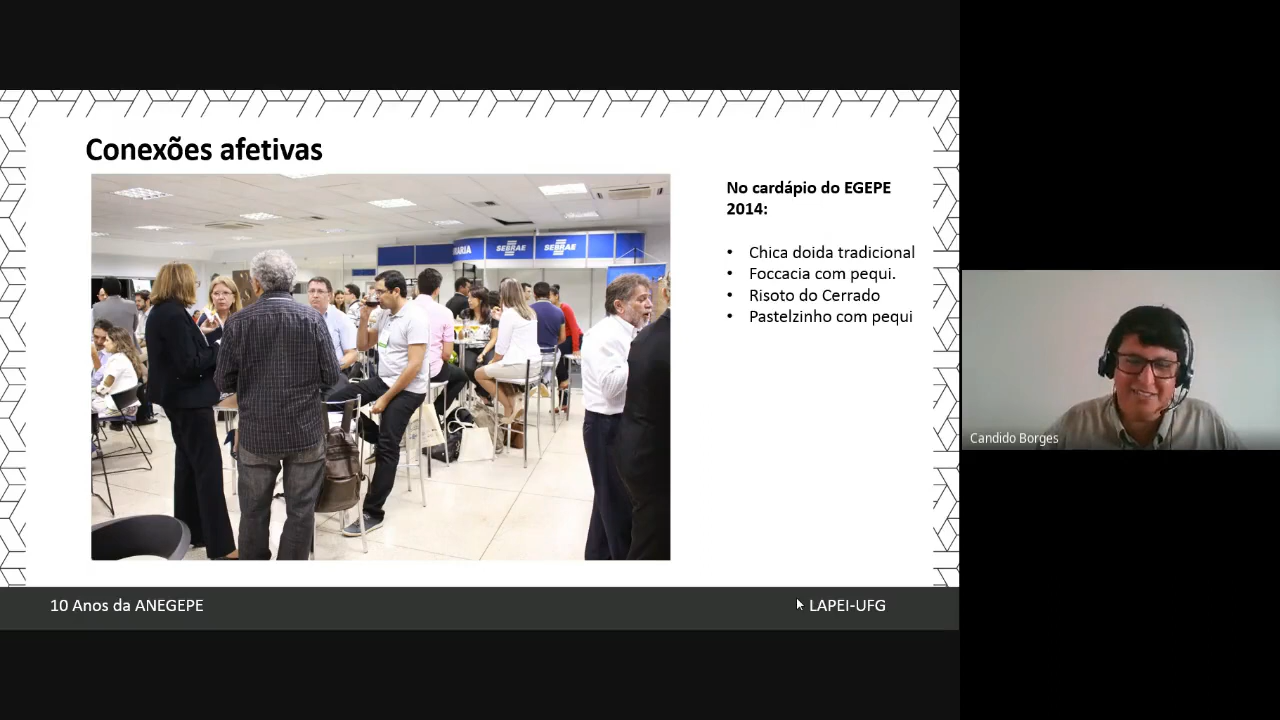 Conexões afetivas
RARIA
SEBRAE
SEBRAE
No cardápio do EGEPE
2014:
• Chica doida tradicional
• Foccacia com pequi.
• Risoto do Cerrado
• Pastelzinho com pequi
Candido Borges
10 Anos da ANEGEPE
LAPEI-UFG